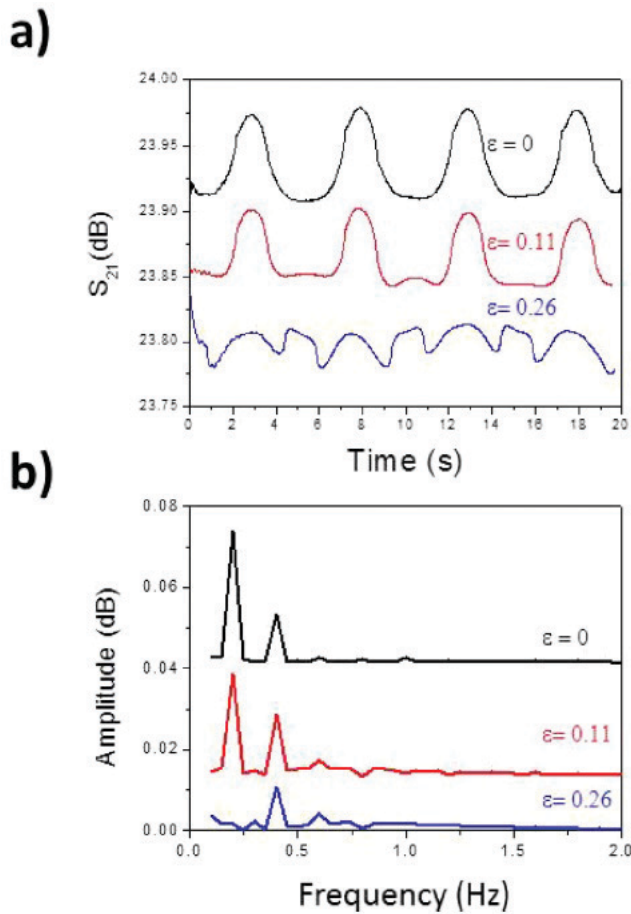 a)
24.00
23.95
23.90
23.85
23.80
23.75
S21(dB)
ε = 0
ε = 0.11
ε = 0.26
0 2 4 6 8 10 12 14 16 18 20
Time (s)
b)
0.08
0.04
0.02
0.00
Amplitude (dB)
ε = 0
ε= 0.11
ε= 0.26
0.0 0.5 1.0 1.5 2.0
Frequency (Hz)